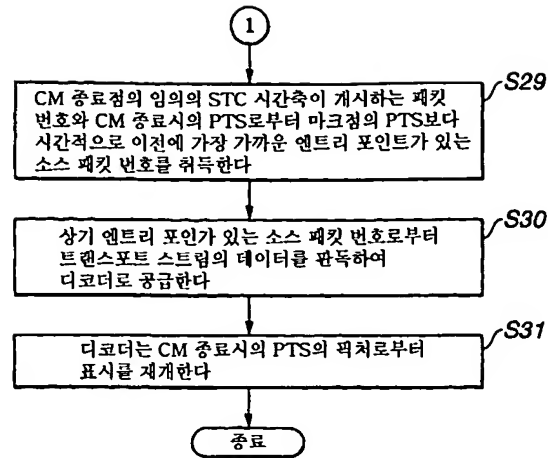 1
S29
CM 종료점의 임의의 STC 시간축이 개시하는 패킷
번호와 CM 종료시의 PTS로부터 마크점의 PTS보다
시간적으로 이전에 가장 가까운 엔트리 포인트가 있는
소스 패킷 번호를 취득한다
S30
상기 엔트리 포인가 있는 소스 패킷 번호로부터
트랜스포트 스트림의 데이터를 판독하여
디코더로 공급한다
S31
디코더는 CM 종료시의 PTS의 픽처로부터
표시를 재개한다
종료